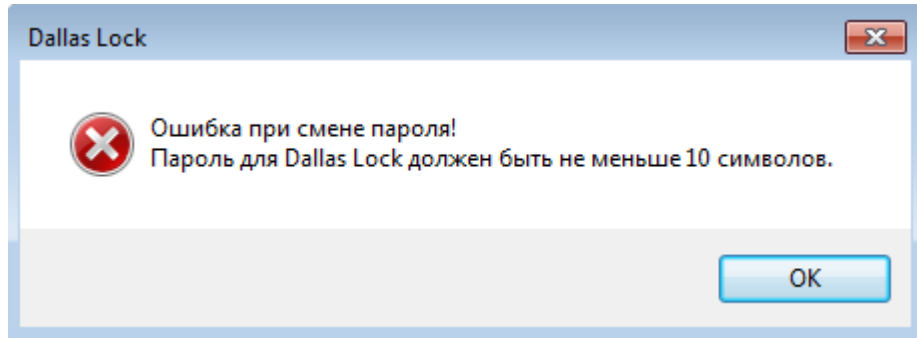 Dallas Lock
Ошибка при смене пароля!
Пароль для Dallas Lock должен быть не меньше 10 символов.
OK